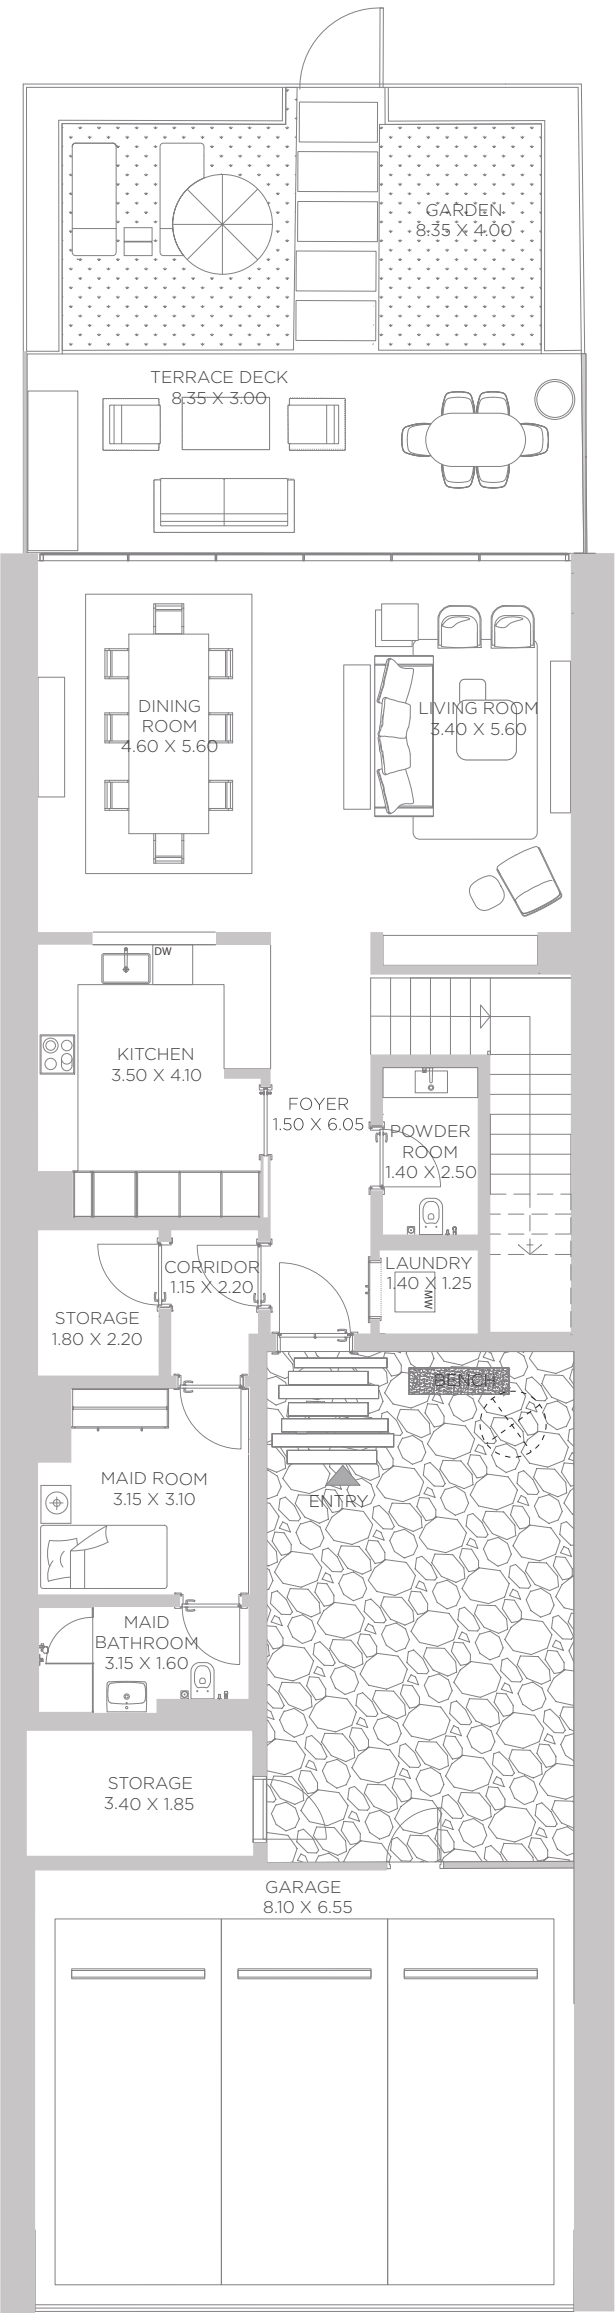 GARDEN
8.35 X 4.00
TERRACE DECK
8.35 X 3.00
DINING
ROOM
4.60 X 5.60
LIVING ROOM
3.40 X 5.60
DW
KITCHEN
3.50 X 4.10
FOYER
1.50 X 6.05
POWDER
ROOM
1.40 X 2.50
CORRIDOR
1.15 X 2.20
LAUNDRY
1.40 X 1.25
MW
STORAGE
1.80 X 2.20
BENCH
MAID ROOM
3.15 X 3.10
ENTRY
MAID
BATHROOM
3.15 X 1.60
STORAGE
3.40 X 1.85
GARAGE
8.10 X 6.55